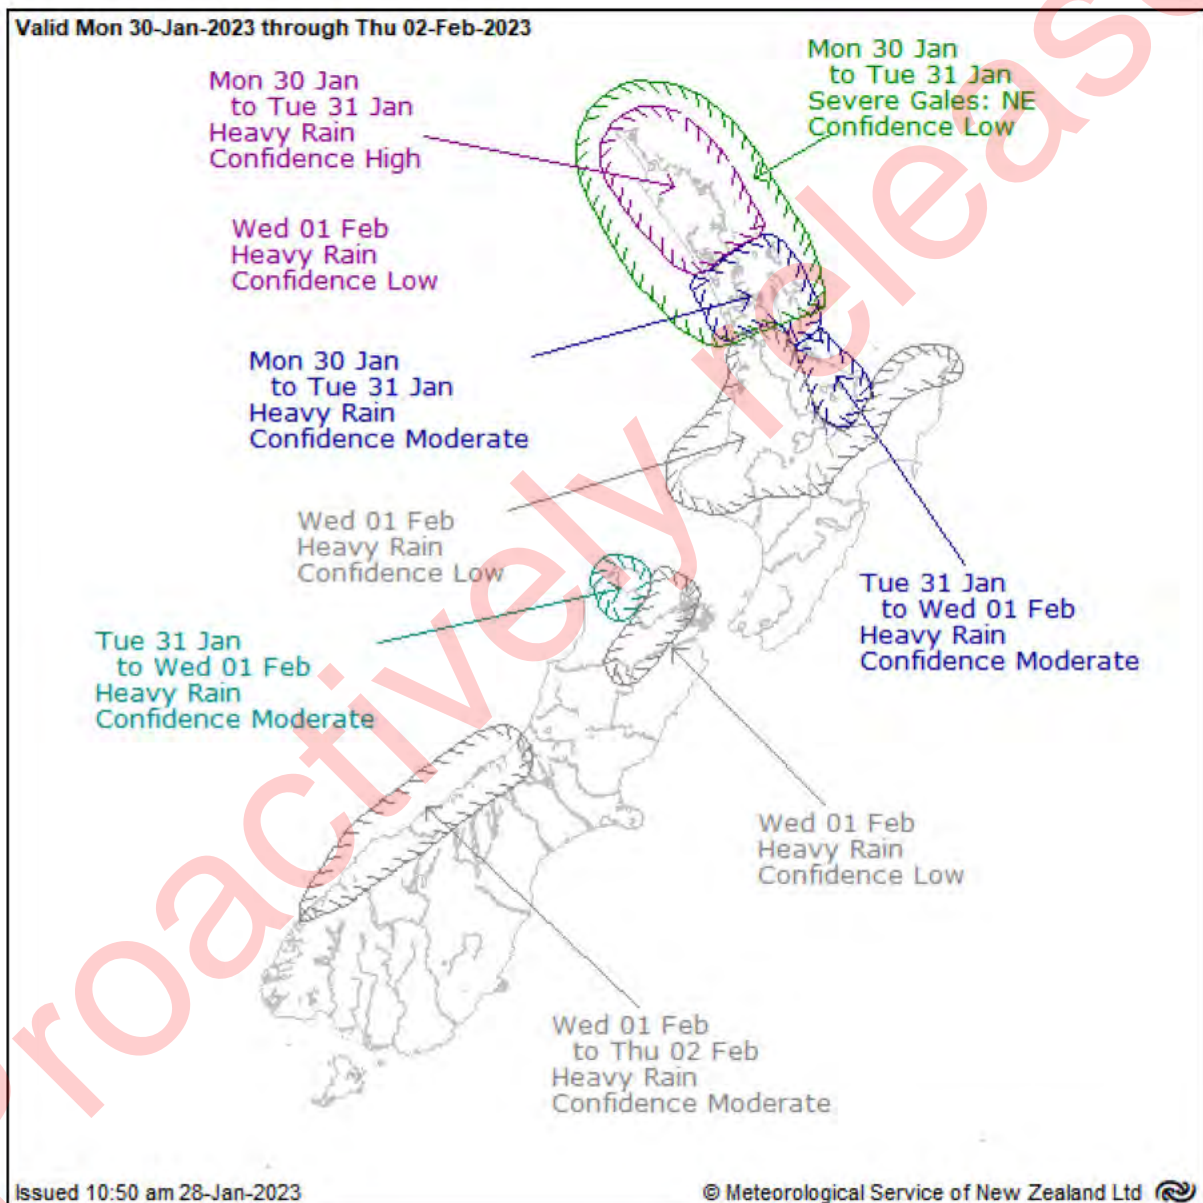 Valid Mon 30-Jan-2023 through Thu 02-Feb-2023
Mon 30 Jan
to Tue 31 Jan
Severe Gales: NE
Confidence Low
Mon 30 Jan
to Tue 31 Jan
Heavy Rain
Confidence High
Wed 01 Feb
Heavy Rain
Confidence Low
Mon 30 Jan
to Tue 31 Jan
Heavy Rain
Confidence Moderate
Wed 01 Feb
Heavy Rain
Confidence Low
Tue 31 Jan
to Wed 01 Feb
Heavy Rain
Confidence Moderate
Tue 31 Jan
to Wed 01 Feb
Heavy Rain
Confidence Moderate
Wed 01 Feb
Heavy Rain
Confidence Low
Wed 01 Feb
to Thu 02 Feb
Heavy Rain
Confidence Moderate
Issued 10:50 am 28-Jan-2023
© Meteorological Service of New Zealand Ltd
Proactively release